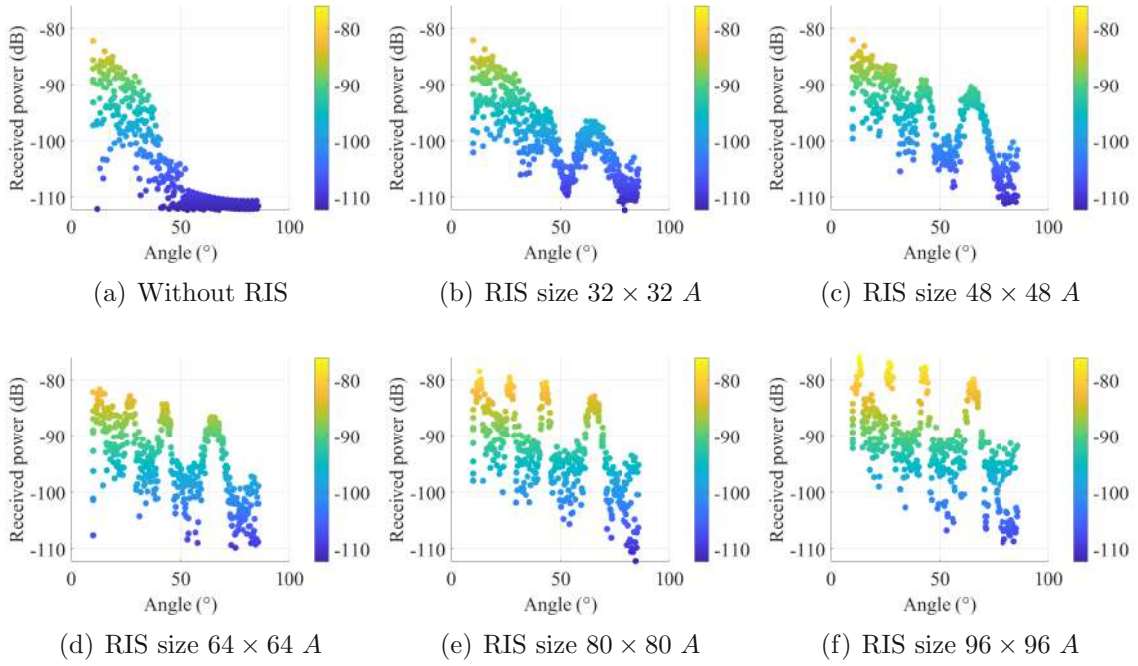 -80
-90
-100
-110
Received power (dB)
0 50 100
Angle (°)
-80
-90
-100
-110
(a) Without RIS
-80
-90
-100
-110
Received power (dB)
0 50 100
Angle (°)
-80
-90
-100
-110
(b) RIS size 32 × 32 A
-80
-90
-100
-110
Received power (dB)
0 50 100
Angle (°)
-80
-90
-100
-110
(c) RIS size 48 × 48 A
-80
-90
-100
-110
Received power (dB)
0 50 100
Angle (°)
-80
-90
-100
-110
(d) RIS size 64 × 64 A
-80
-90
-100
-110
Received power (dB)
0 50 100
Angle (°)
-80
-90
-100
-110
(e) RIS size 80 × 80 A
-80
-90
-100
-110
Received power (dB)
0 50 100
Angle (°)
-80
-90
-100
-110
(f) RIS size 96 × 96 A